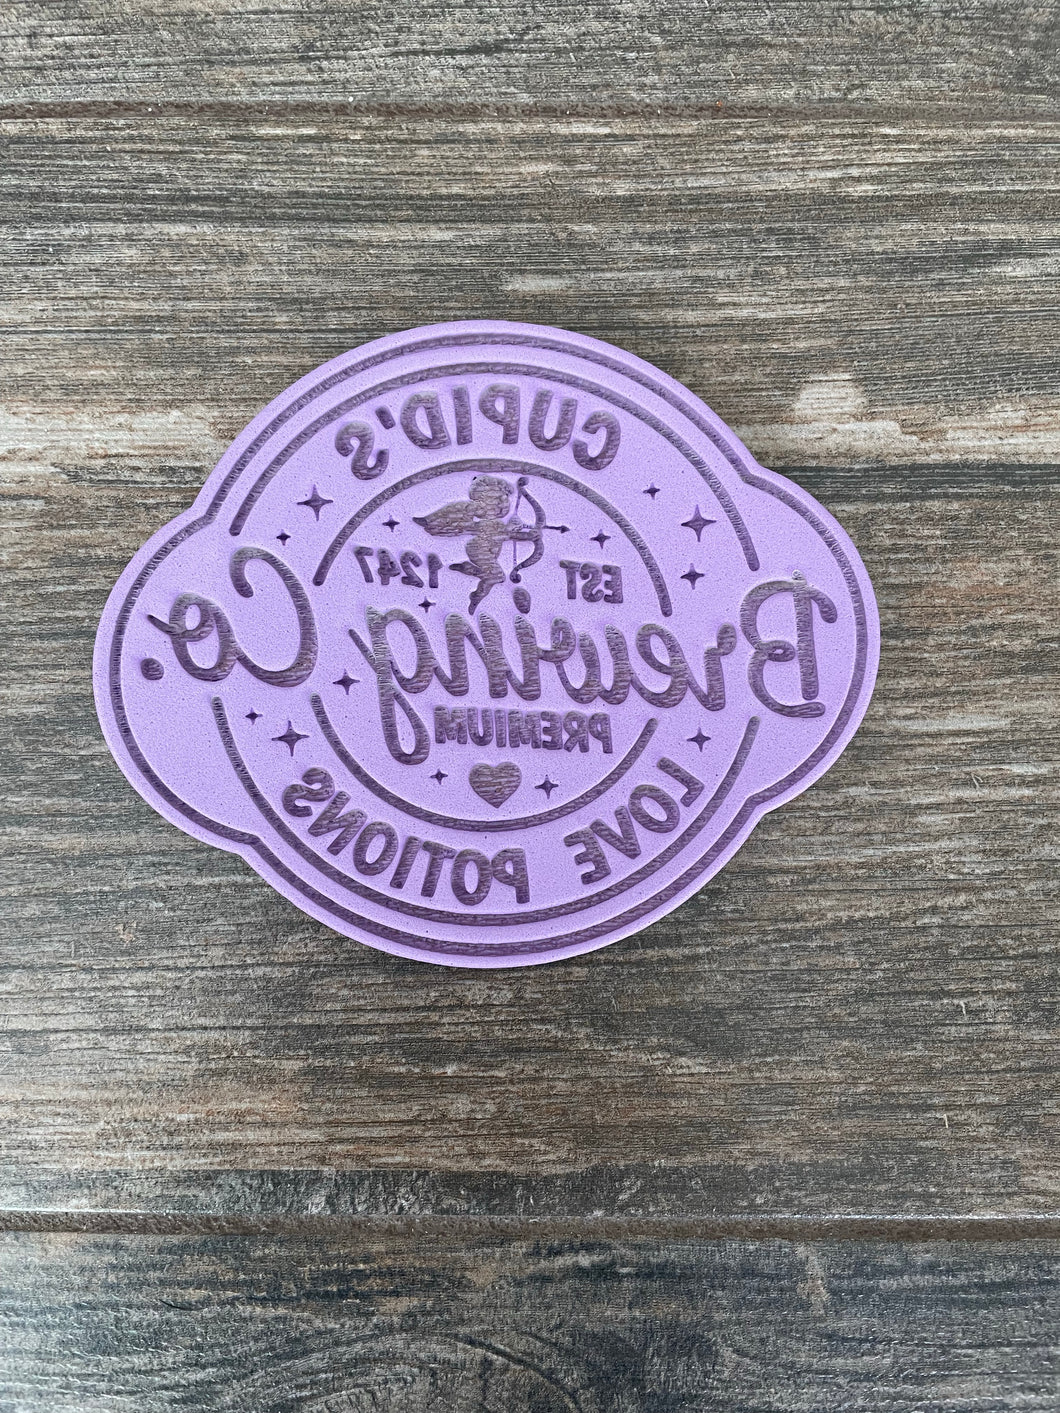 CUPID'S
EST 1247
Brewing Co.
PREMIUM
LOVE POTIONS